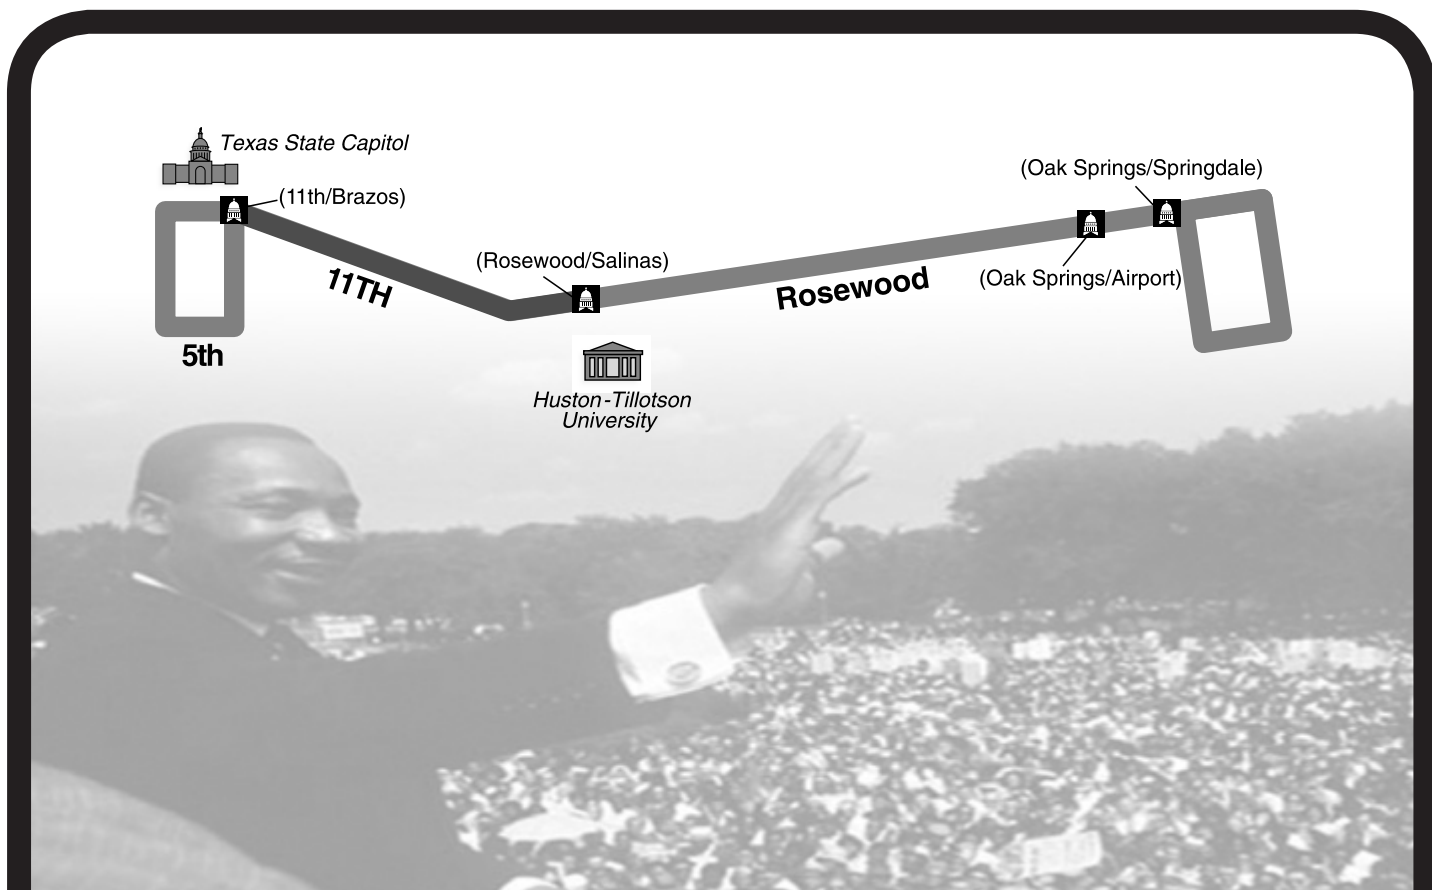 Texas State Capitol
(11th/Brazos)
(Oak Springs/Springdale)
(Rosewood/Salinas)
11TH
Rosewood
(Oak Springs/Airport)
5th
Huston-Tillotson
University